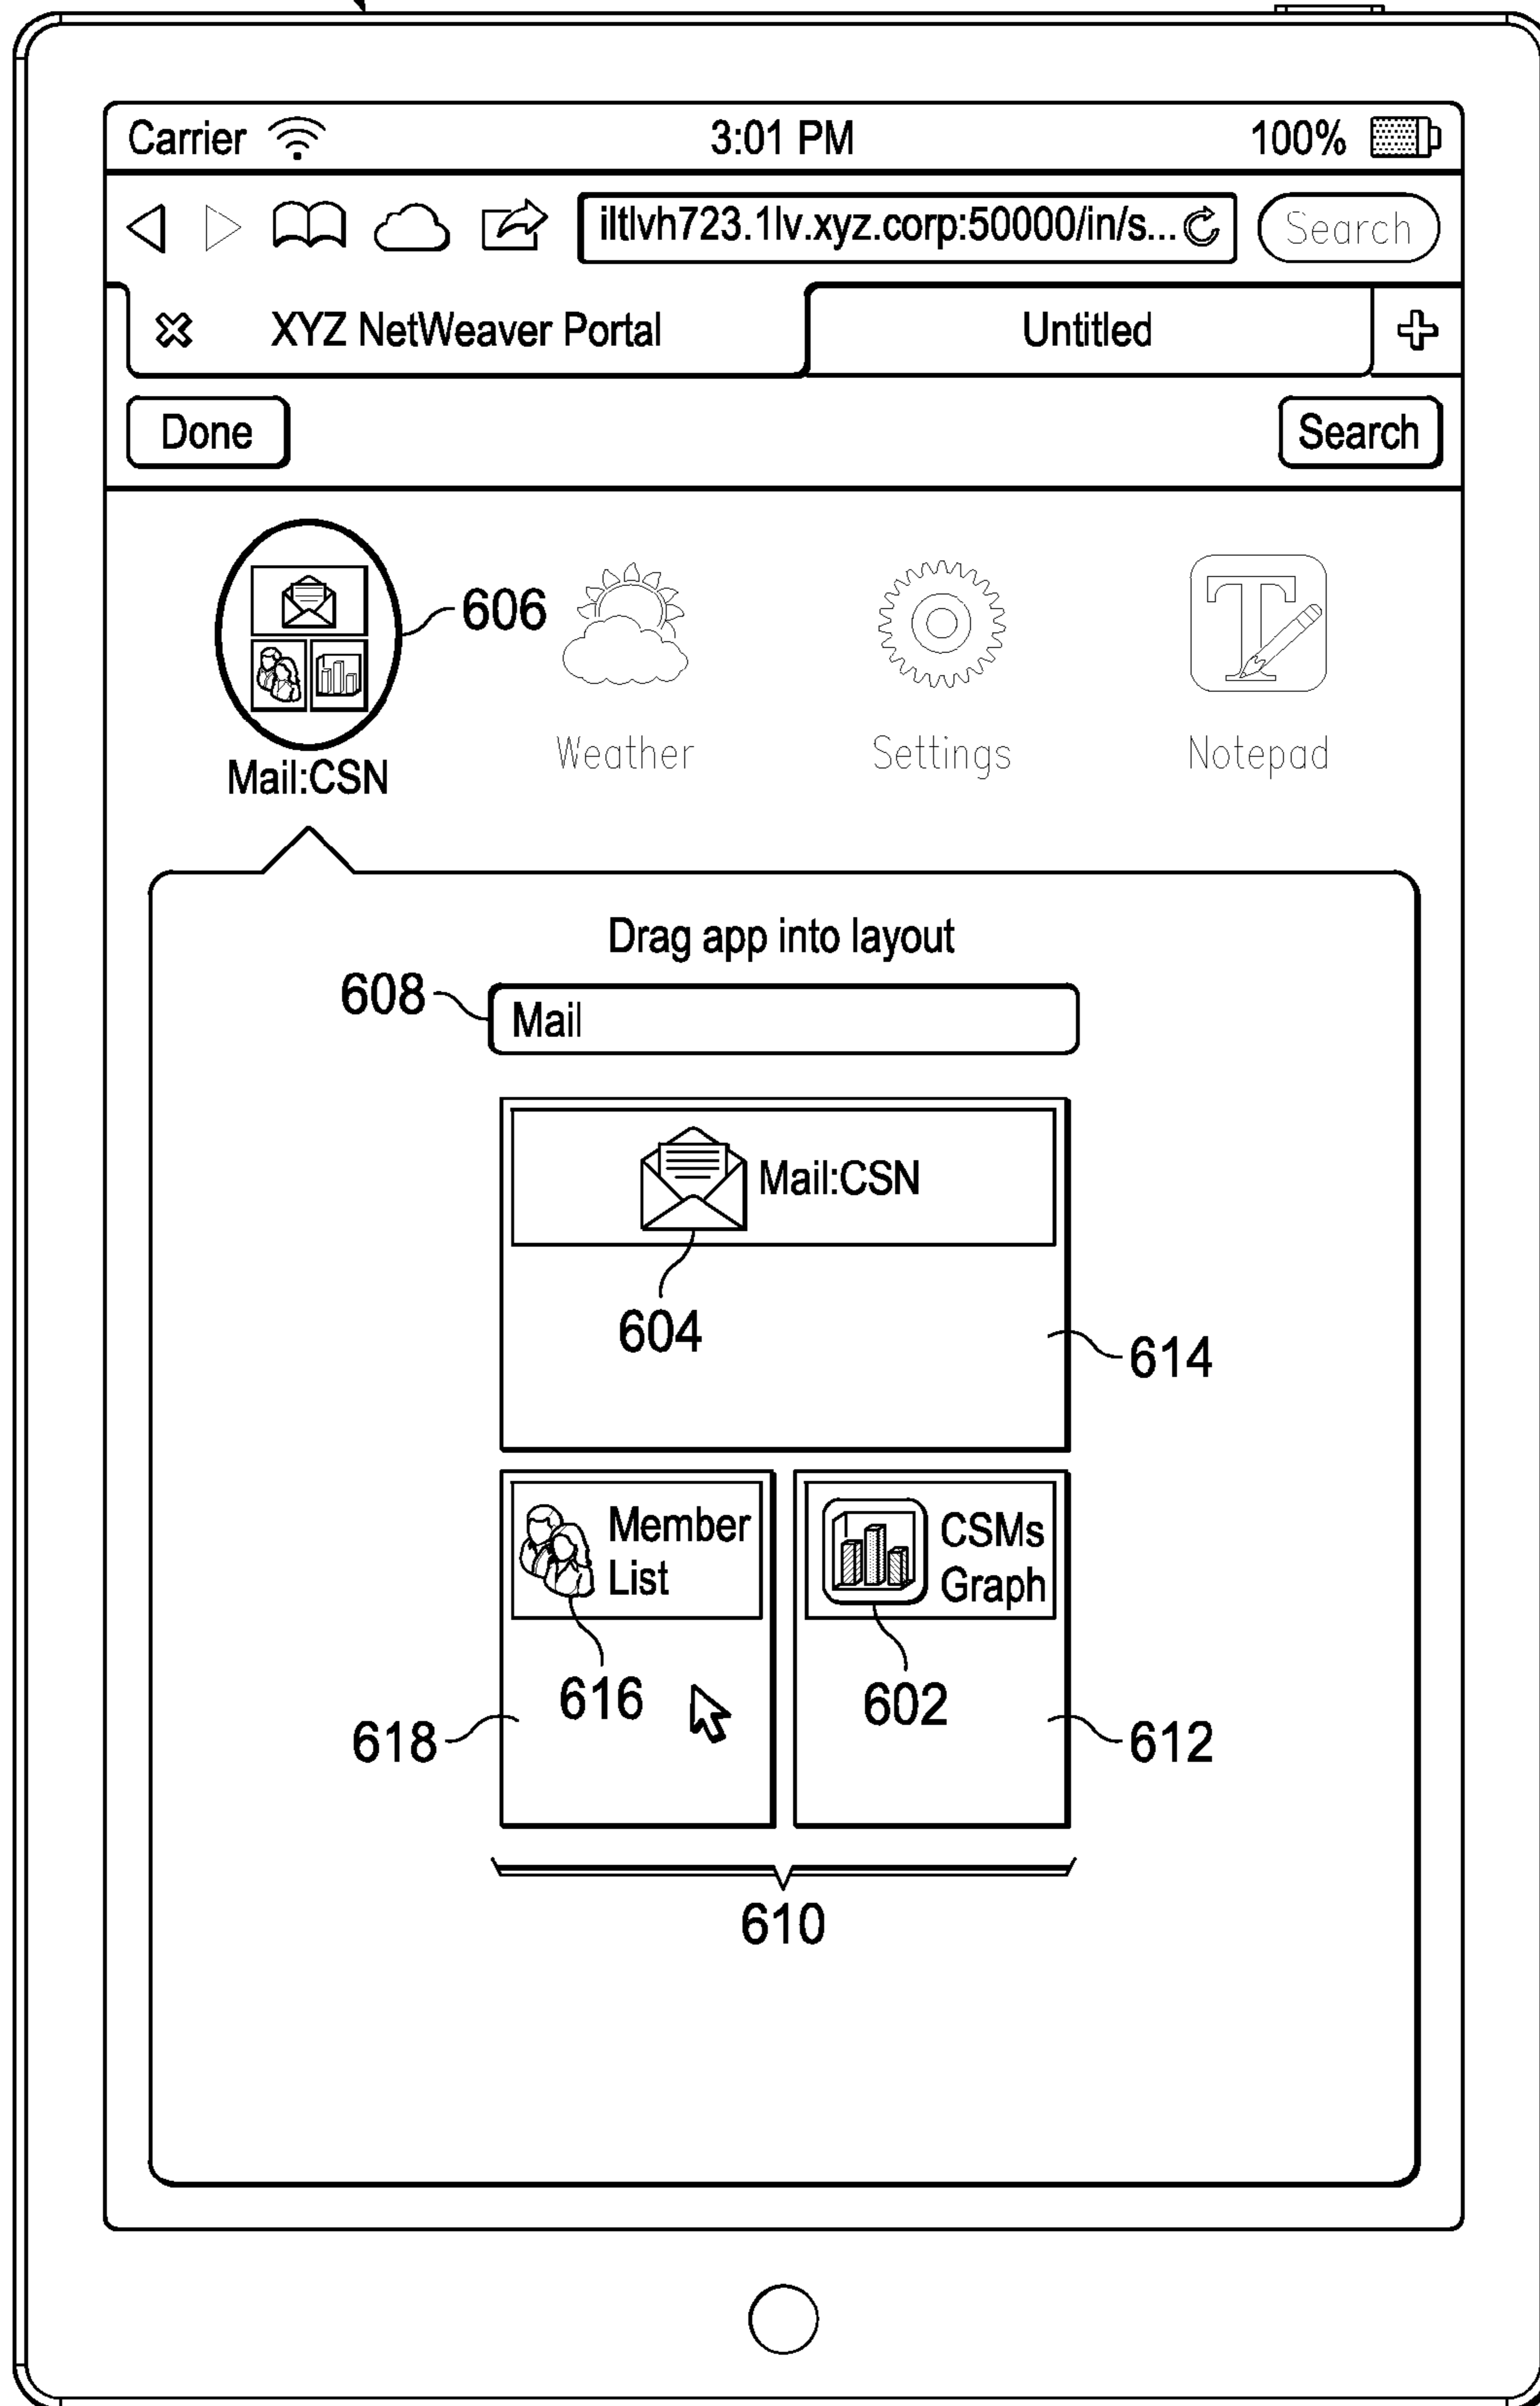 Carrier 3:01 PM 100%
iltlvh723.1lv.xyz.corp:50000/in/s... Search
XYZ NetWeaver Portal Untitled
Done Search
606
Mail:CSN Weather Settings Notepad
T
Drag app into layout
608 Mail
Mail:CSN
604
614
Member
List
CSMs
Graph
616
602
618
612
610